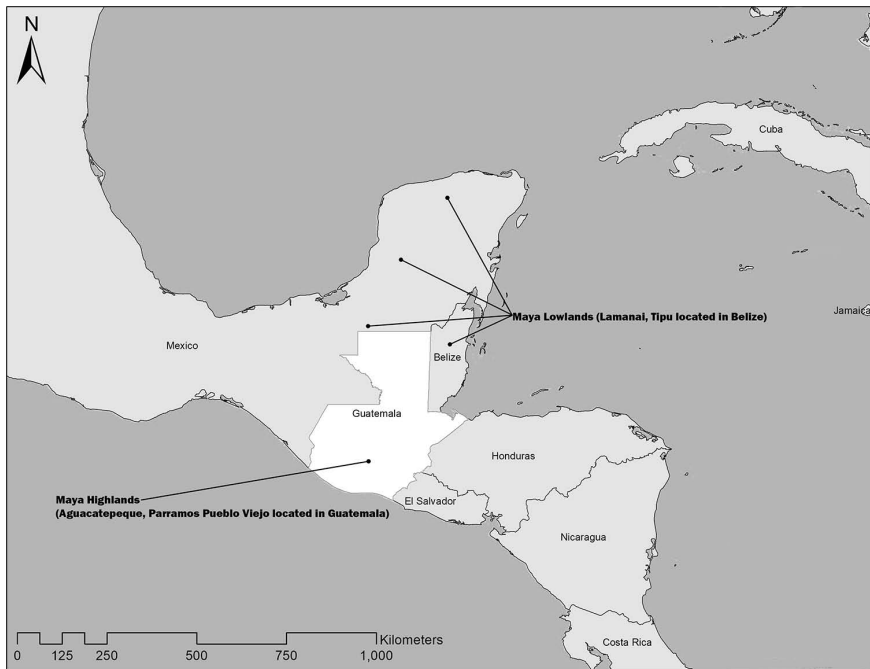 N
Cuba
Maya Lowlands (Lamanai, Tipu located in Belize)
Jamaica
Mexico
Belize
Guatemala
Honduras
Maya Highlands
(Aguacatepeque, Parramos Pueblo Viejo located in Guatemala)
El Salvador
Nicaragua
Costa Rica
Kilometers
0 125 250 500 750 1,000